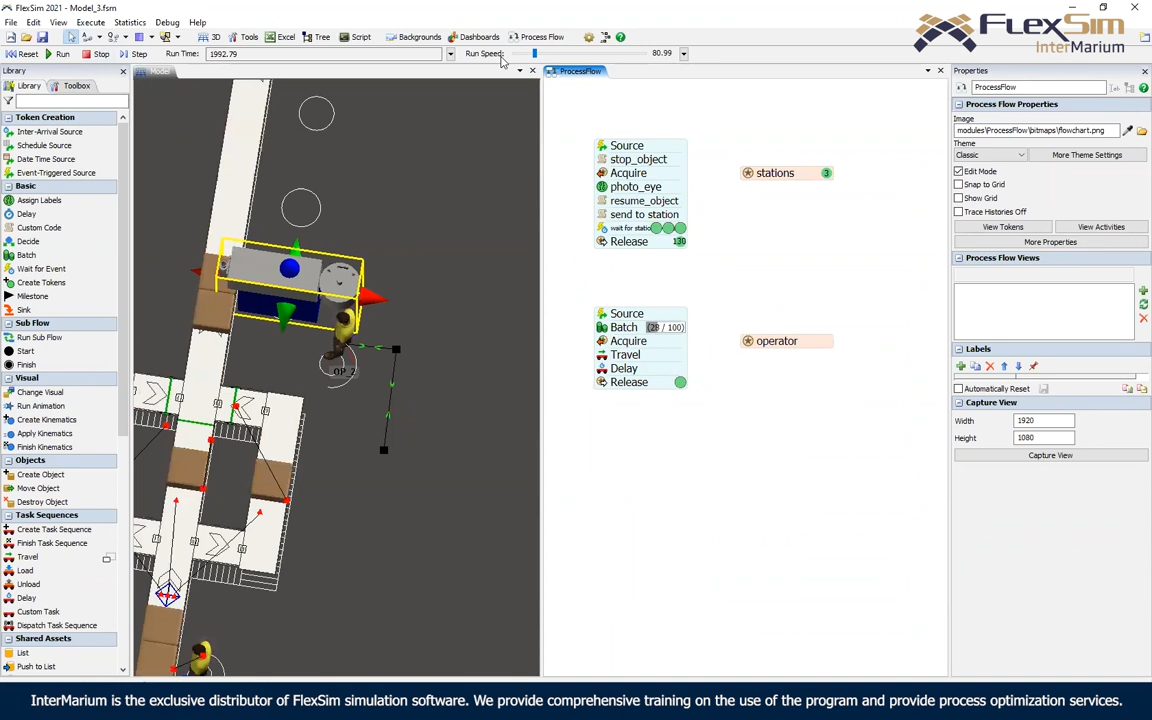 FlexSim 2021 - Model_3.fsm
File Edit View Execute Statistics Debug Help
3D Tools Excel Tree Script Backgrounds Dashboards Process Flow
Reset Run Stop Step Run Time: 1992.79 Run Speed: 80.99
FLEXSIM
InterMarium
Library
Library Toolbox
Token Creation
Inter-Arrival Source
Schedule Source
Date Time Source
Event-Triggered Source
Basic
Assign Labels
Delay
Custom Code
Decide
Batch
Wait for Event
Create Tokens
Milestone
Sink
Sub Flow
Run Sub Flow
Start
Finish
Visual
Change Visual
Run Animation
Create Kinematics
Apply Kinematics
Finish Kinematics
Objects
Create Object
Move Object
Destroy Object
Task Sequences
Create Task Sequence
Finish Task Sequence
Travel
Load
Unload
Delay
Custom Task
Dispatch Task Sequence
Shared Assets
List
Push to List
Model
OP_2
ProcessFlow
Source
stop_object
Acquire
photo_eye
resume_object
send to station
wait for statio
Release 130
stations 3
Source
Batch (28 / 100)
Acquire
Travel
Delay
Release
operator
Properties
ProcessFlow
Process Flow Properties
Image
modules\ProcessFlow\bitmaps\flowchart.png
Theme
Classic More Theme Settings
Edit Mode
Snap to Grid
Show Grid
Trace Histories Off
View Tokens View Activities
More Properties
Process Flow Views
Labels
Automatically Reset
Capture View
Width 1920
Height 1080
Capture View
InterMarium is the exclusive distributor of FlexSim simulation software. We provide comprehensive training on the use of the program and provide process optimization services.